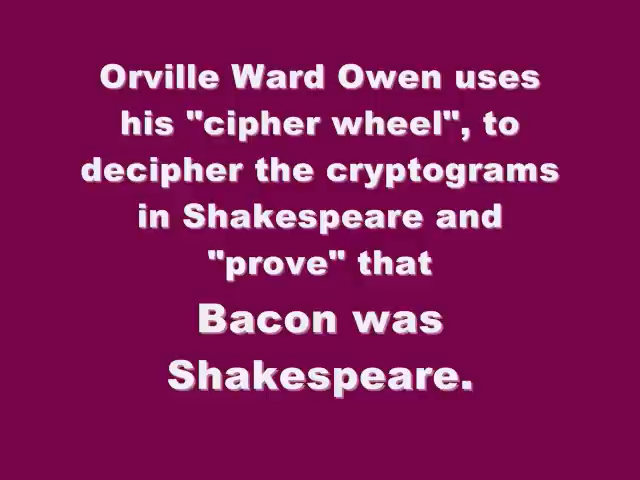 Orville Ward Owen uses
his "cipher wheel", to
decipher the cryptograms
in Shakespeare and
"prove" that
Bacon was
Shakespeare.